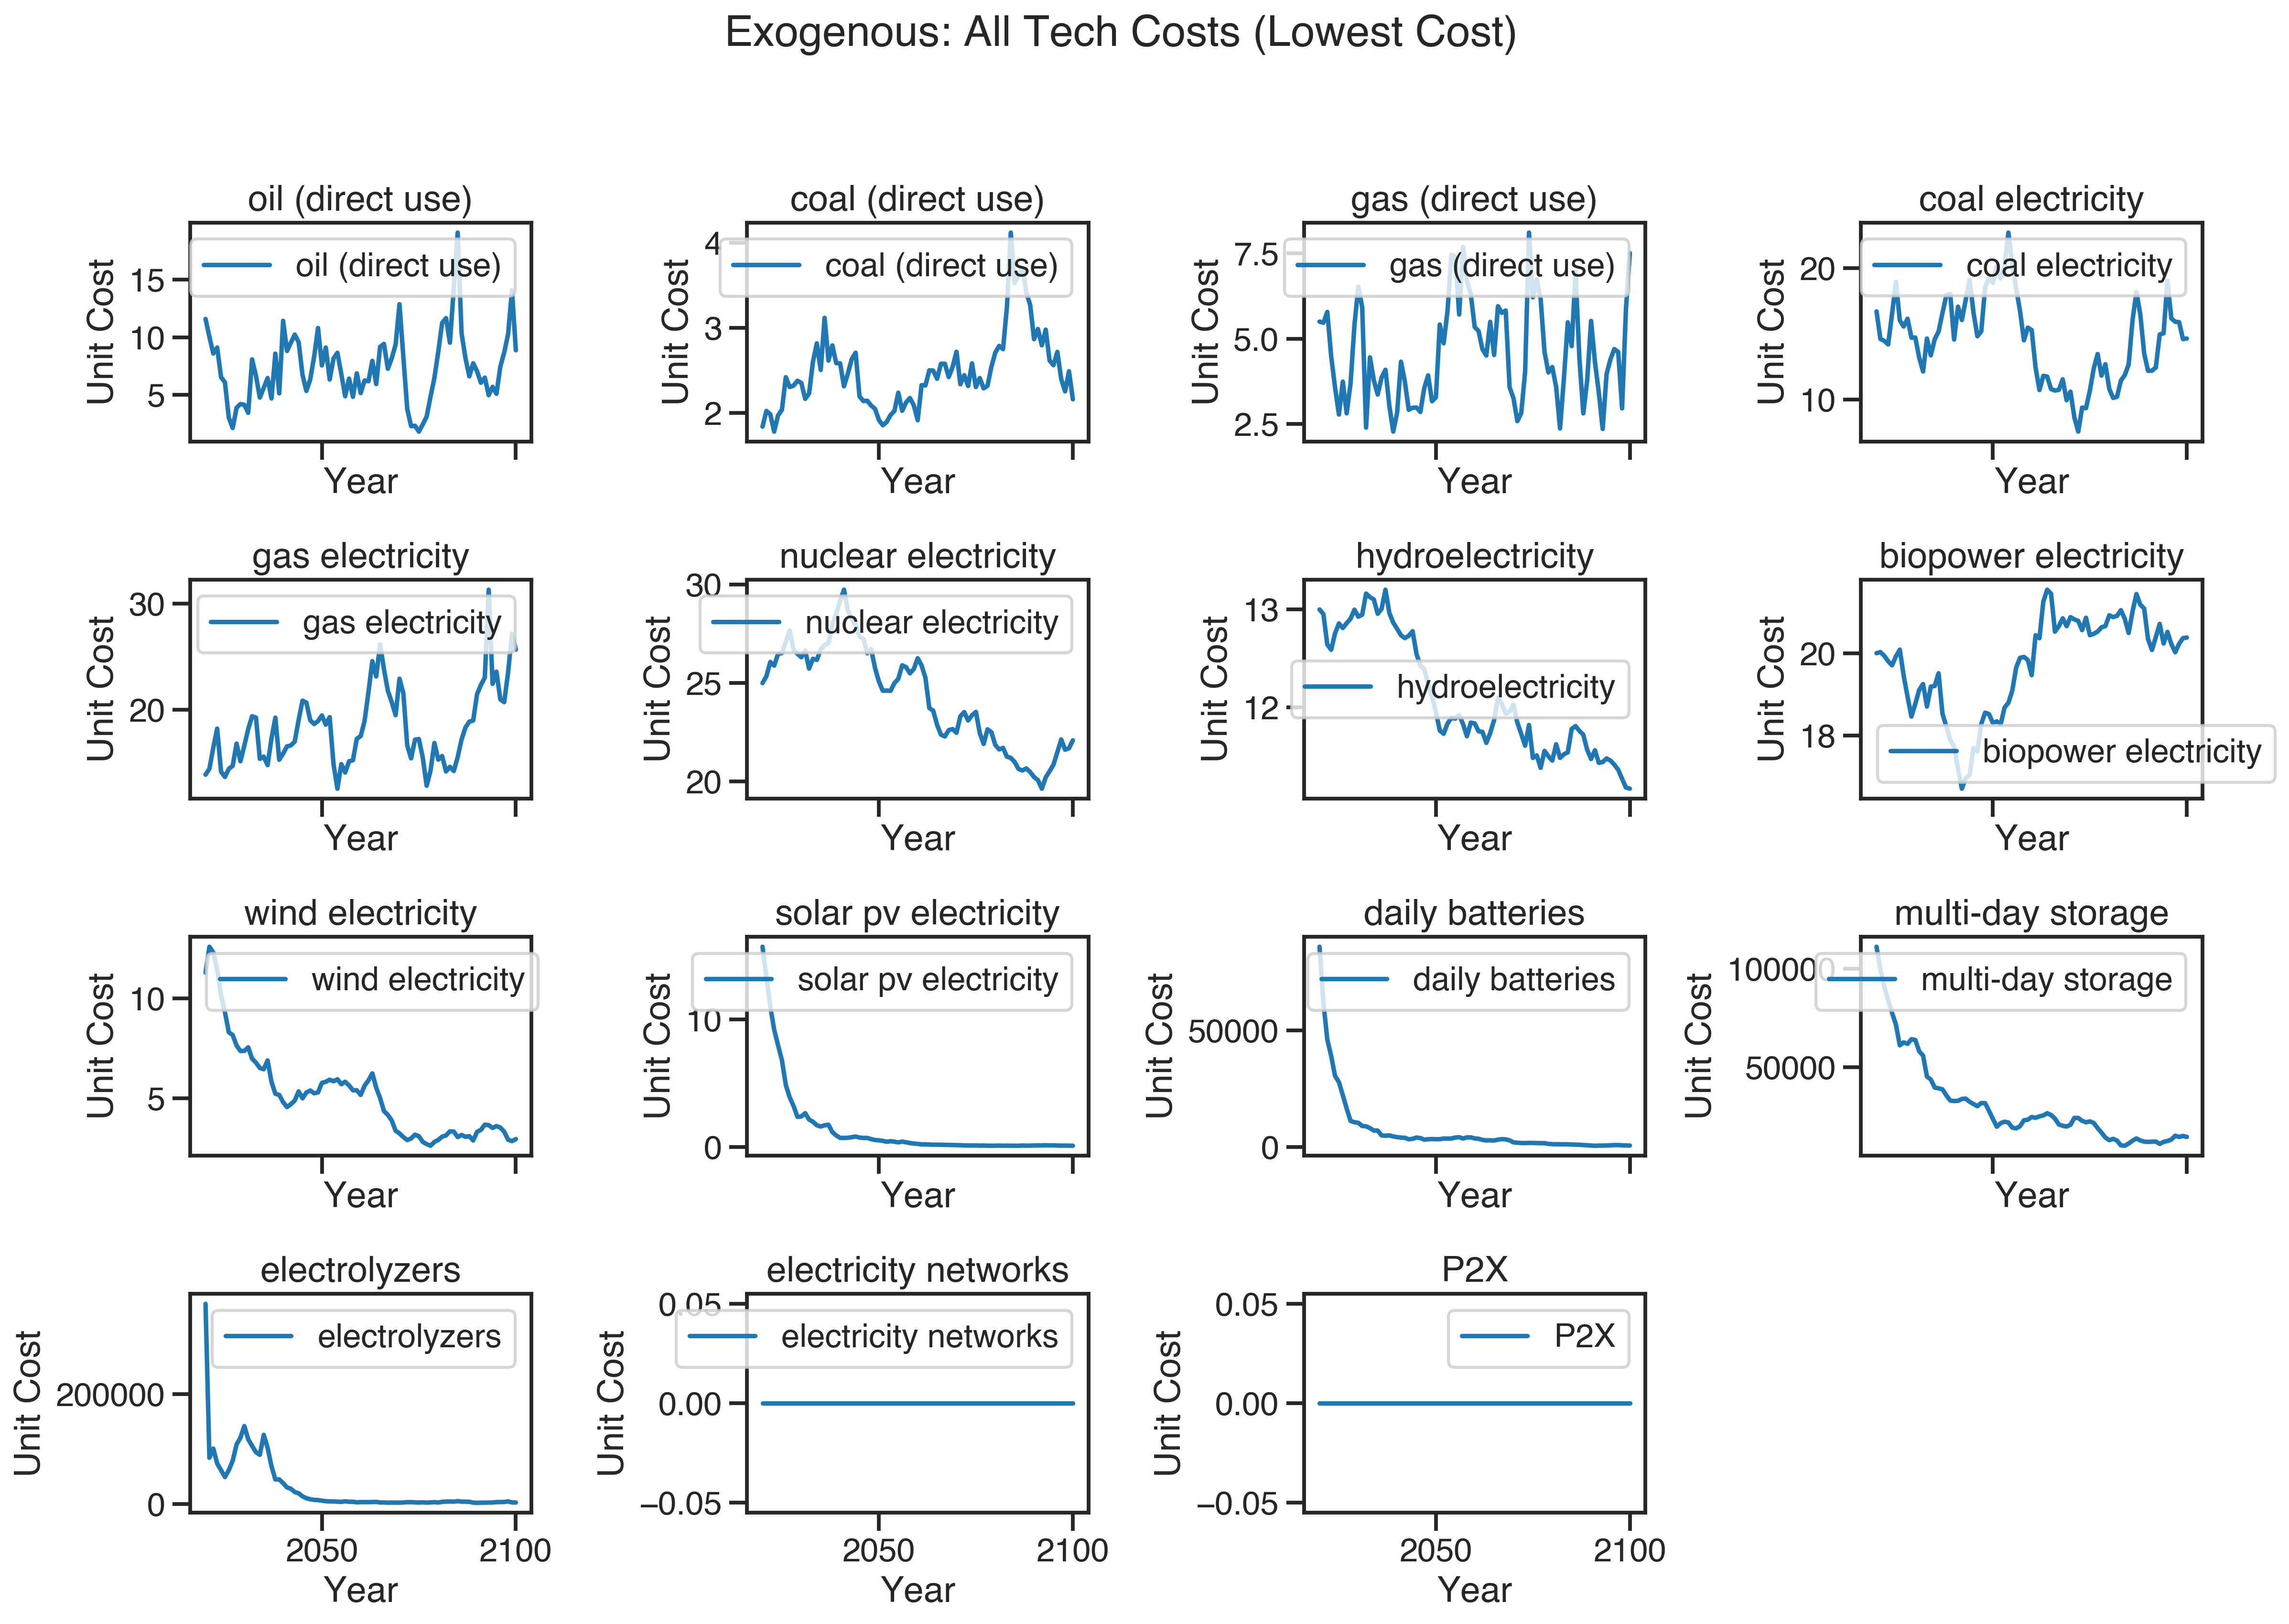 Exogenous: All Tech Costs (Lowest Cost)
oil (direct use)
coal (direct use)
gas (direct use)
coal electricity
Unit Cost
15
10
5
oil (direct use)
Year
Unit Cost
4
3
2
coal (direct use)
Year
Unit Cost
7.5
5.0
2.5
gas (direct use)
Year
Unit Cost
20
10
coal electricity
Year
gas electricity
nuclear electricity
hydroelectricity
biopower electricity
Unit Cost
30
20
gas electricity
Year
Unit Cost
30
25
20
nuclear electricity
Year
Unit Cost
13
12
hydroelectricity
Year
Unit Cost
20
18
biopower electricity
Year
wind electricity
solar pv electricity
daily batteries
multi-day storage
Unit Cost
10
5
wind electricity
Year
Unit Cost
10
0
solar pv electricity
Year
Unit Cost
50000
0
daily batteries
Year
Unit Cost
100000
50000
multi-day storage
Year
electrolyzers
electricity networks
P2X
Unit Cost
200000
0
electrolyzers
2050 2100
Year
Unit Cost
0.05
0.00
−0.05
electricity networks
2050 2100
Year
Unit Cost
0.05
0.00
−0.05
P2X
2050 2100
Year